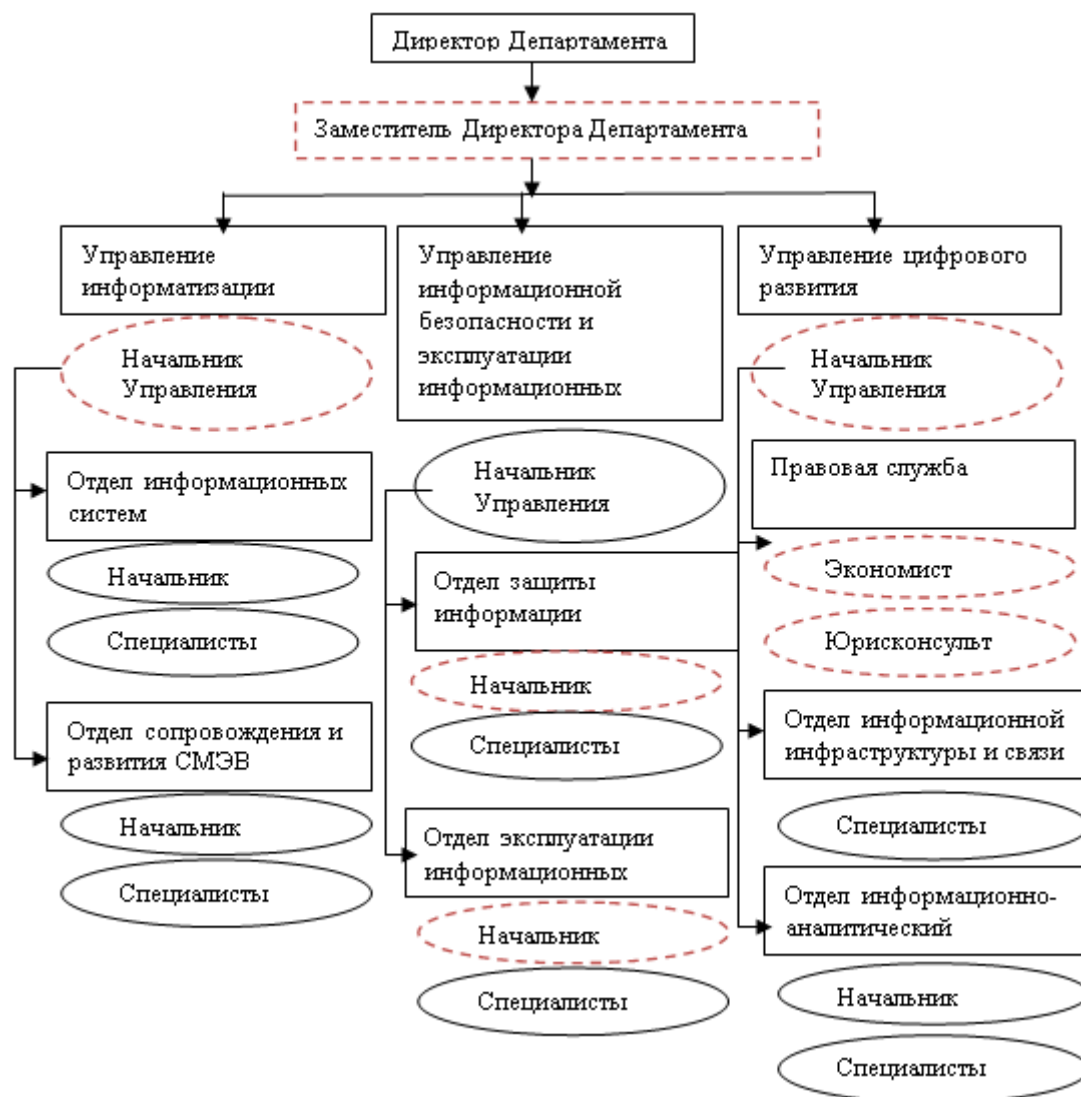 Директор Департамента
Заместитель Директора Департамента
Управление
информатизации
Начальник
Управления
Отдел информационных
систем
Начальник
Специалисты
Отдел сопровождения и
развития СМЭВ
Начальник
Специалисты
Управление
информационной
безопасности и
эксплуатации
информационных
Начальник
Управления
Отдел защиты
информации
Начальник
Специалисты
Отдел эксплуатации
информационных
Начальник
Специалисты
Управление цифрового
развития
Начальник
Управления
Правовая служба
Экономист
Юрисконсульт
Отдел информационной
инфраструктуры и связи
Специалисты
Отдел информационно-
аналитический
Начальник
Специалисты